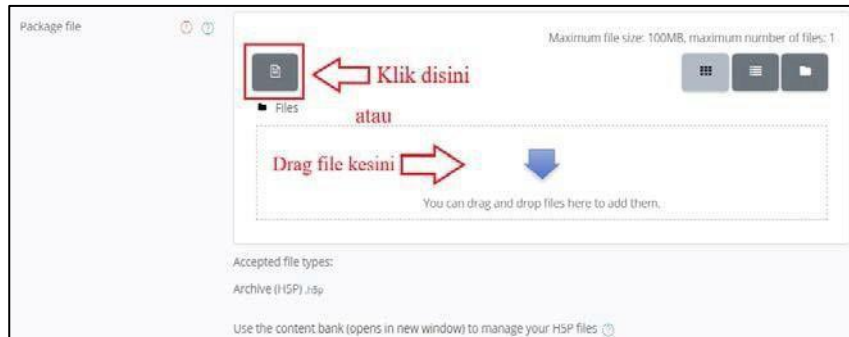 Package file
Maximum file size: 100MB, maximum number of files: 1
Klik disini
Files
atau
Drag file kesini
You can drag and drop files here to add them.
Accepted file types:
Archive (H5P) .h5p
Use the content bank (opens in new window) to manage your H5P files